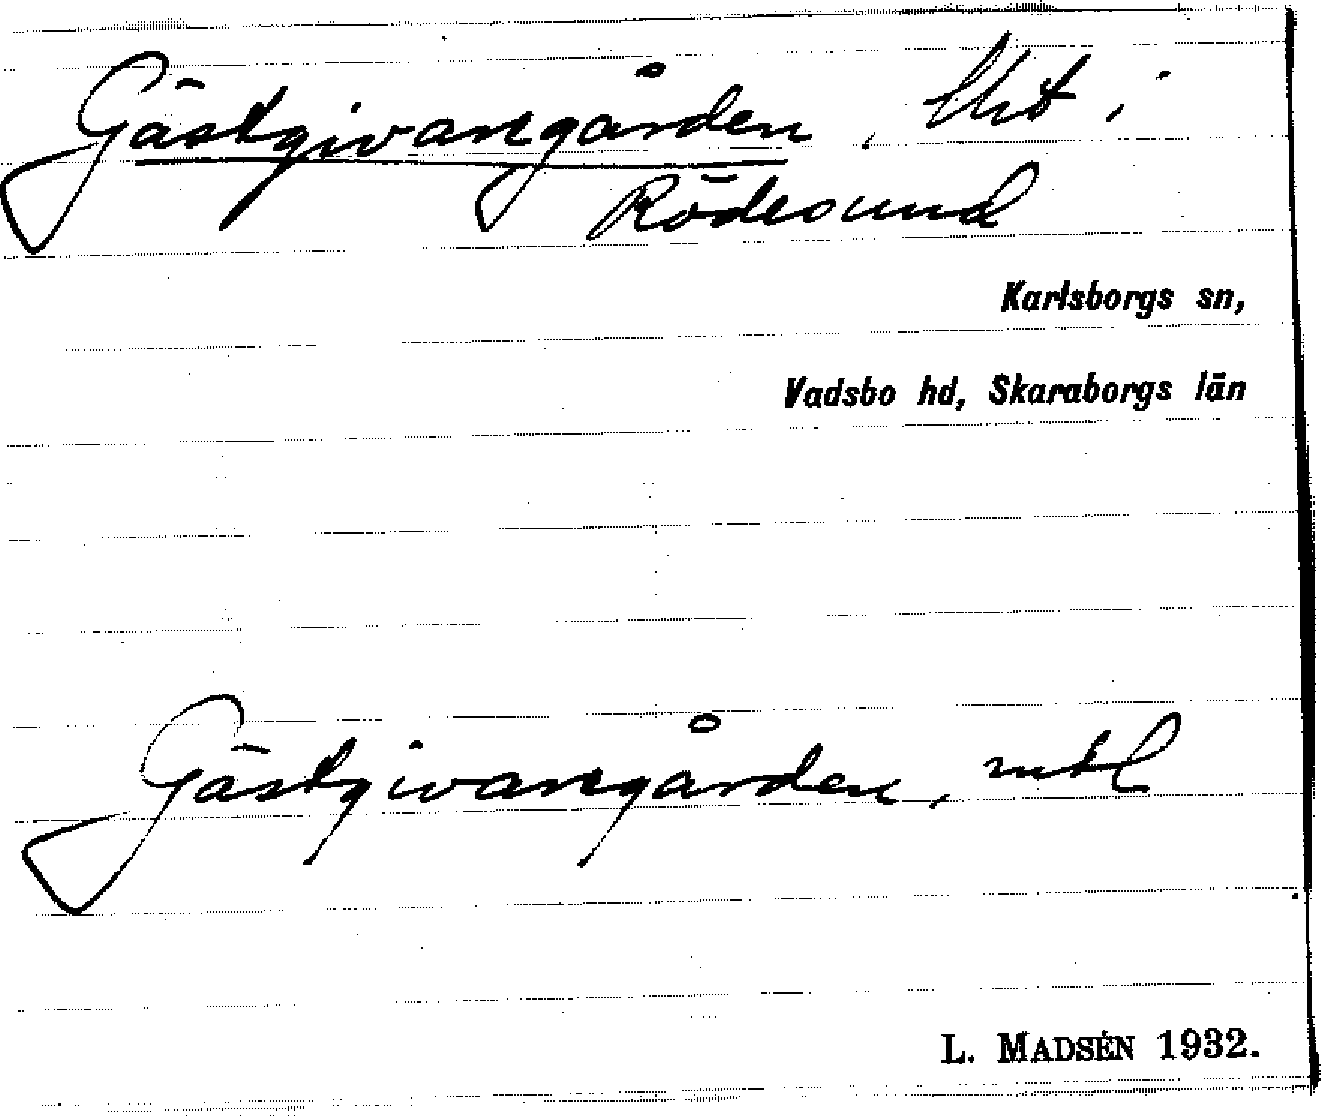 Gästgivaregården, lht i
Rödesund
Karlsborgs sn,
Vadsbo hd, Skaraborgs län
Gästgivaregården, mtl
L. MADSÉN 1932.